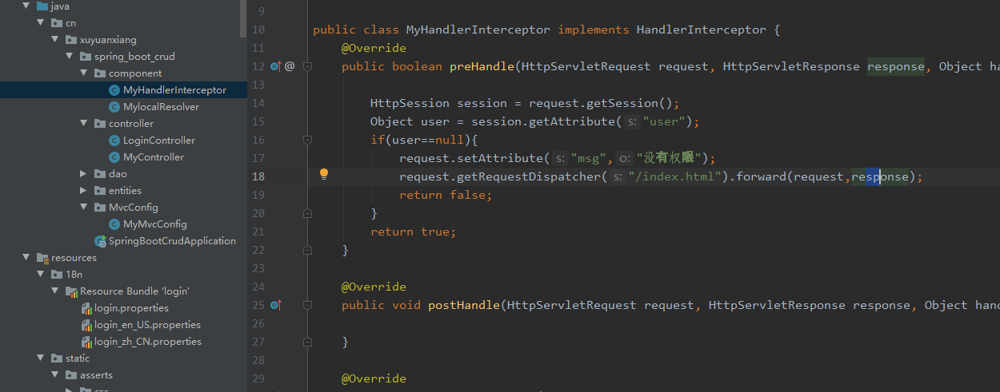 java
cn
xuyuanxiang
spring_boot_crud
component
MyHandlerInterceptor
MylocalResolver
controller
LoginController
MyController
dao
entities
MvcConfig
MyMvcConfig
SpringBootCrudApplication
resources
18n
Resource Bundle 'login'
login.properties
login_en_US.properties
login_zh_CN.properties
static
asserts
9
10 public class MyHandlerInterceptor implements HandlerInterceptor {
11 @Override
12 @ public boolean preHandle(HttpServletRequest request, HttpServletResponse response, Object han
13
14 HttpSession session = request.getSession();
15 Object user = session.getAttribute( s: "user");
16 if(user==null){
17 request.setAttribute( s: "msg", o: "没有权限");
18 request.getRequestDispatcher( s: "/index.html").forward(request,response);
19 return false;
20 }
21 return true;
22 }
23
24 @Override
25 public void postHandle(HttpServletRequest request, HttpServletResponse response, Object hand
26
27 }
28
29 @Override